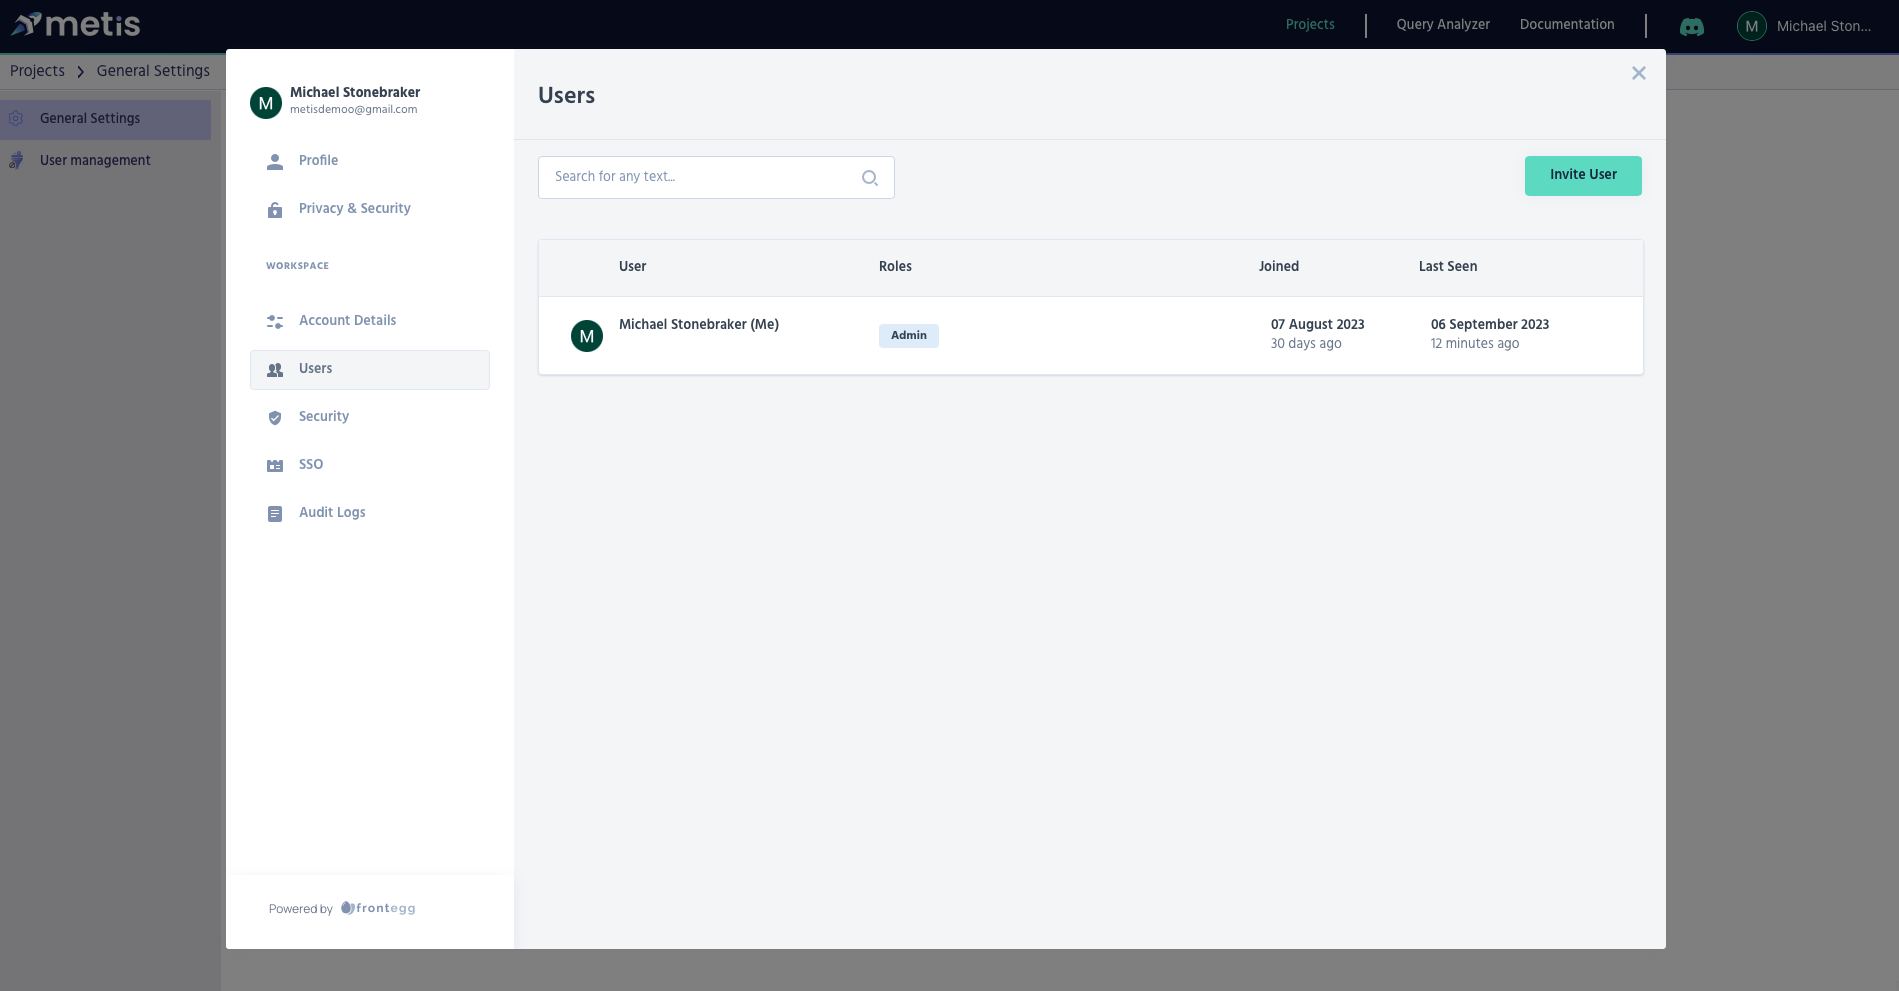 metis
Projects
Query Analyzer
Documentation
M
Michael Ston...
Projects > General Settings
General Settings
User management
M
Michael Stonebraker
metisdemoo@gmail.com
Profile
Privacy & Security
WORKSPACE
Account Details
Users
Security
SSO
Audit Logs
Powered by frontegg
Users
Search for any text...
Invite User
User Roles Joined Last Seen
M
Michael Stonebraker (Me)
Admin
07 August 2023
30 days ago
06 September 2023
12 minutes ago